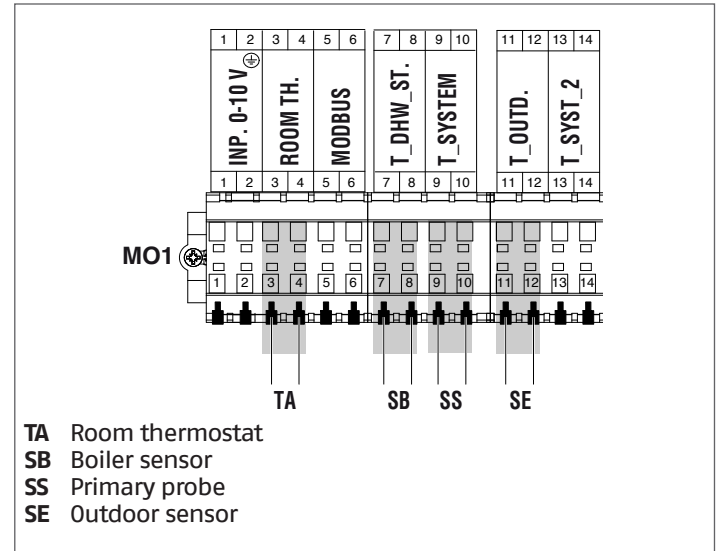 1 2 3 4 5 6 7 8 9 10 11 12 13 14
INP. 0-10 V
ROOM TH.
MODBUS
T_DHW_ST.
T_SYSTEM
T_OUTD.
T_SYST_2
1 2 3 4 5 6 7 8 9 10 11 12 13 14
MO1
1 2 3 4 5 6 7 8 9 10 11 12 13 14
TA SB SS SE
TA Room thermostat
SB Boiler sensor
SS Primary probe
SE Outdoor sensor